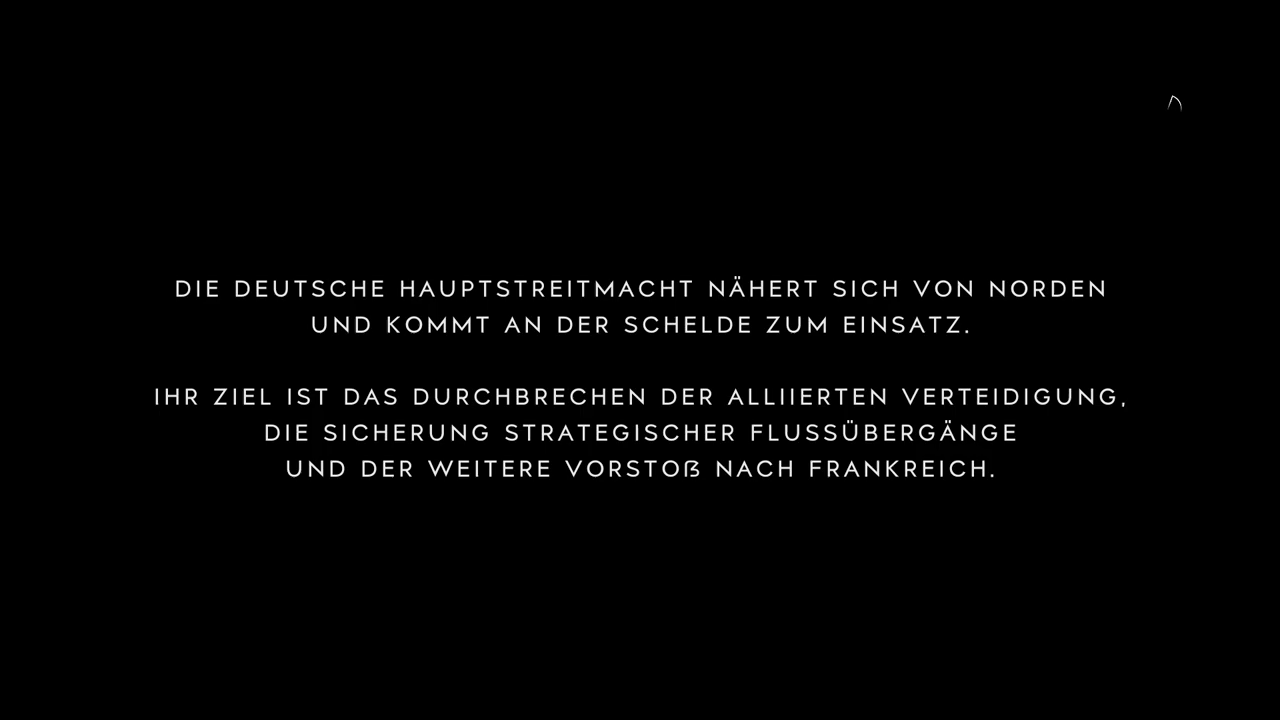 DIE DEUTSCHE HAUPTSTREITMACHT NÄHERT SICH VON NORDEN
UND KOMMT AN DER SCHELDE ZUM EINSATZ.
IHR ZIEL IST DAS DURCHBRECHEN DER ALLIIERTEN VERTEIDIGUNG,
DIE SICHERUNG STRATEGISCHER FLUSSÜBERGÄNGE
UND DER WEITERE VORSTOß NACH FRANKREICH.